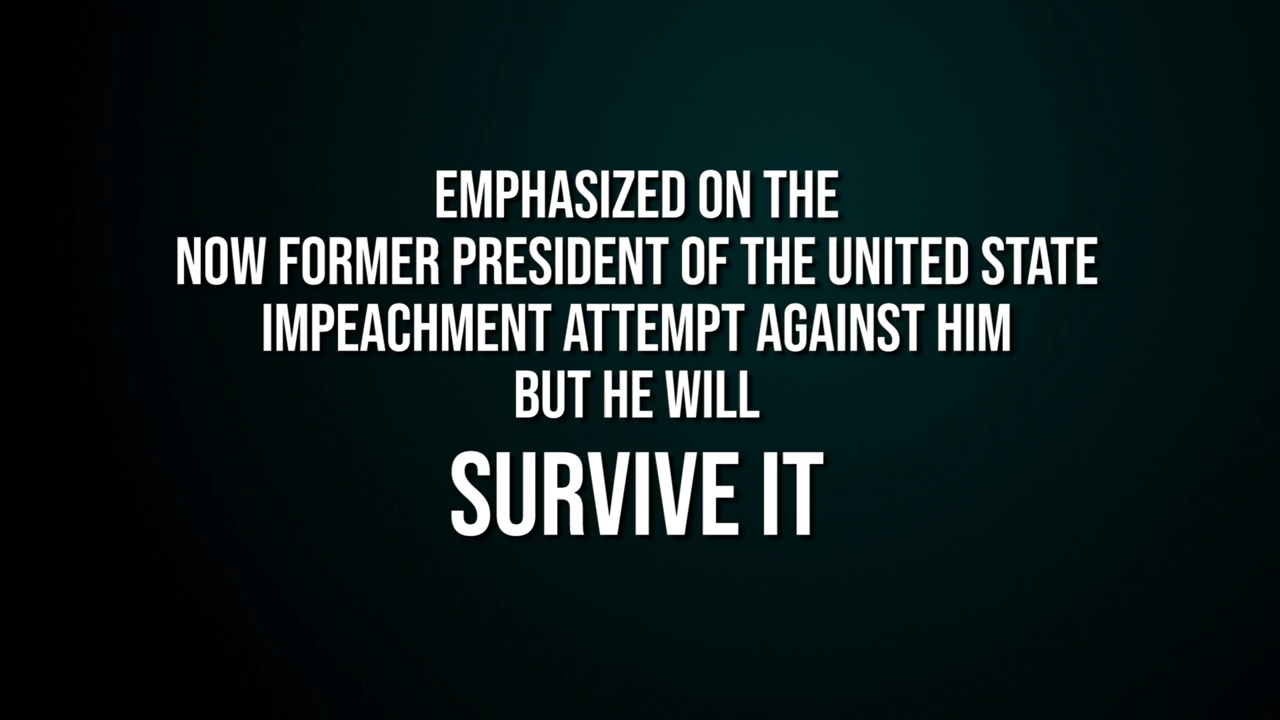 EMPHASIZED ON THE
NOW FORMER PRESIDENT OF THE UNITED STATE
IMPEACHMENT ATTEMPT AGAINST HIM
BUT HE WILL
SURVIVE IT